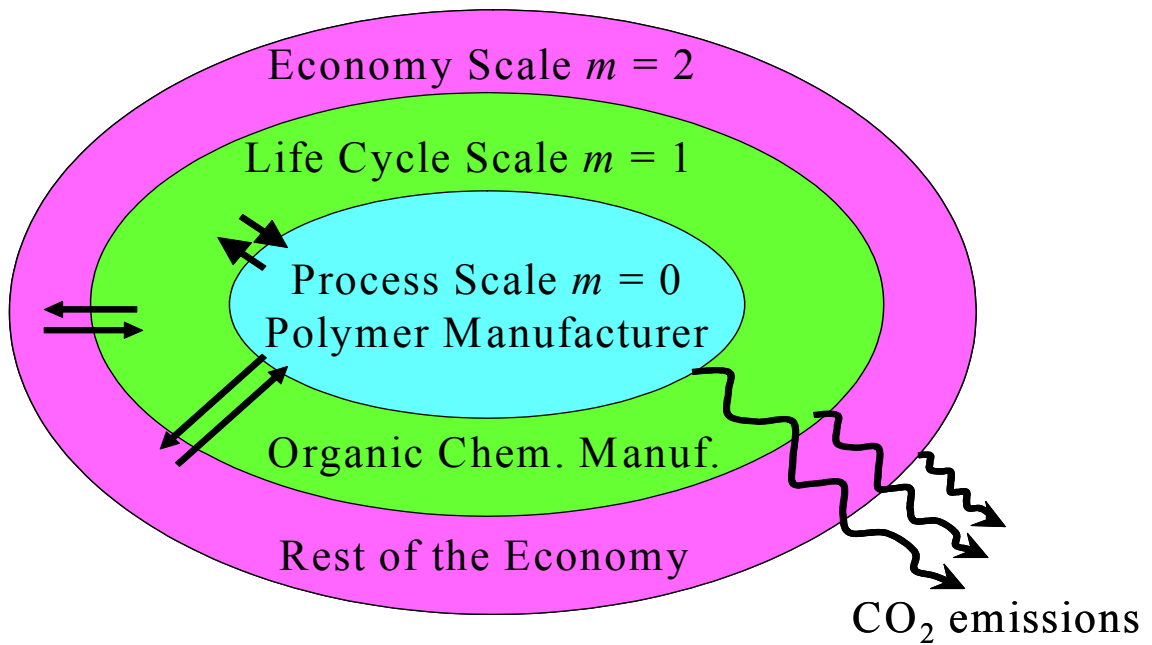 Economy Scale m = 2
Life Cycle Scale m = 1
Process Scale m = 0
Polymer Manufacturer
Organic Chem. Manuf.
Rest of the Economy
CO₂ emissions